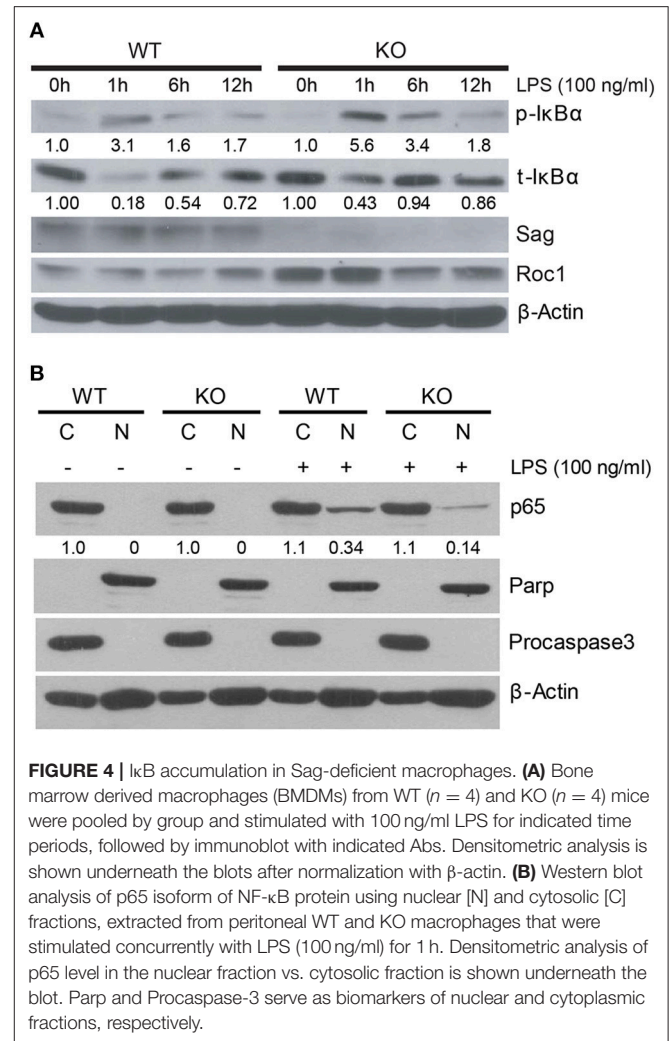 A
WT KO
0h 1h 6h 12h 0h 1h 6h 12h LPS (100 ng/ml)
p-IκBα
1.0 3.1 1.6 1.7 1.0 5.6 3.4 1.8
t-IκBα
1.00 0.18 0.54 0.72 1.00 0.43 0.94 0.86
Sag
Roc1
β-Actin
B
WT KO WT KO
C N C N C N C N
- - - - + + + + LPS (100 ng/ml)
p65
1.0 0 1.0 0 1.1 0.34 1.1 0.14
Parp
Procaspase3
β-Actin
FIGURE 4 | IκB accumulation in Sag-deficient macrophages. (A) Bone
marrow derived macrophages (BMDMs) from WT (n = 4) and KO (n = 4) mice
were pooled by group and stimulated with 100 ng/ml LPS for indicated time
periods, followed by immunoblot with indicated Abs. Densitometric analysis is
shown underneath the blots after normalization with β-actin. (B) Western blot
analysis of p65 isoform of NF-κB protein using nuclear [N] and cytosolic [C]
fractions, extracted from peritoneal WT and KO macrophages that were
stimulated concurrently with LPS (100 ng/ml) for 1 h. Densitometric analysis of
p65 level in the nuclear fraction vs. cytosolic fraction is shown underneath the
blot. Parp and Procaspase-3 serve as biomarkers of nuclear and cytoplasmic
fractions, respectively.